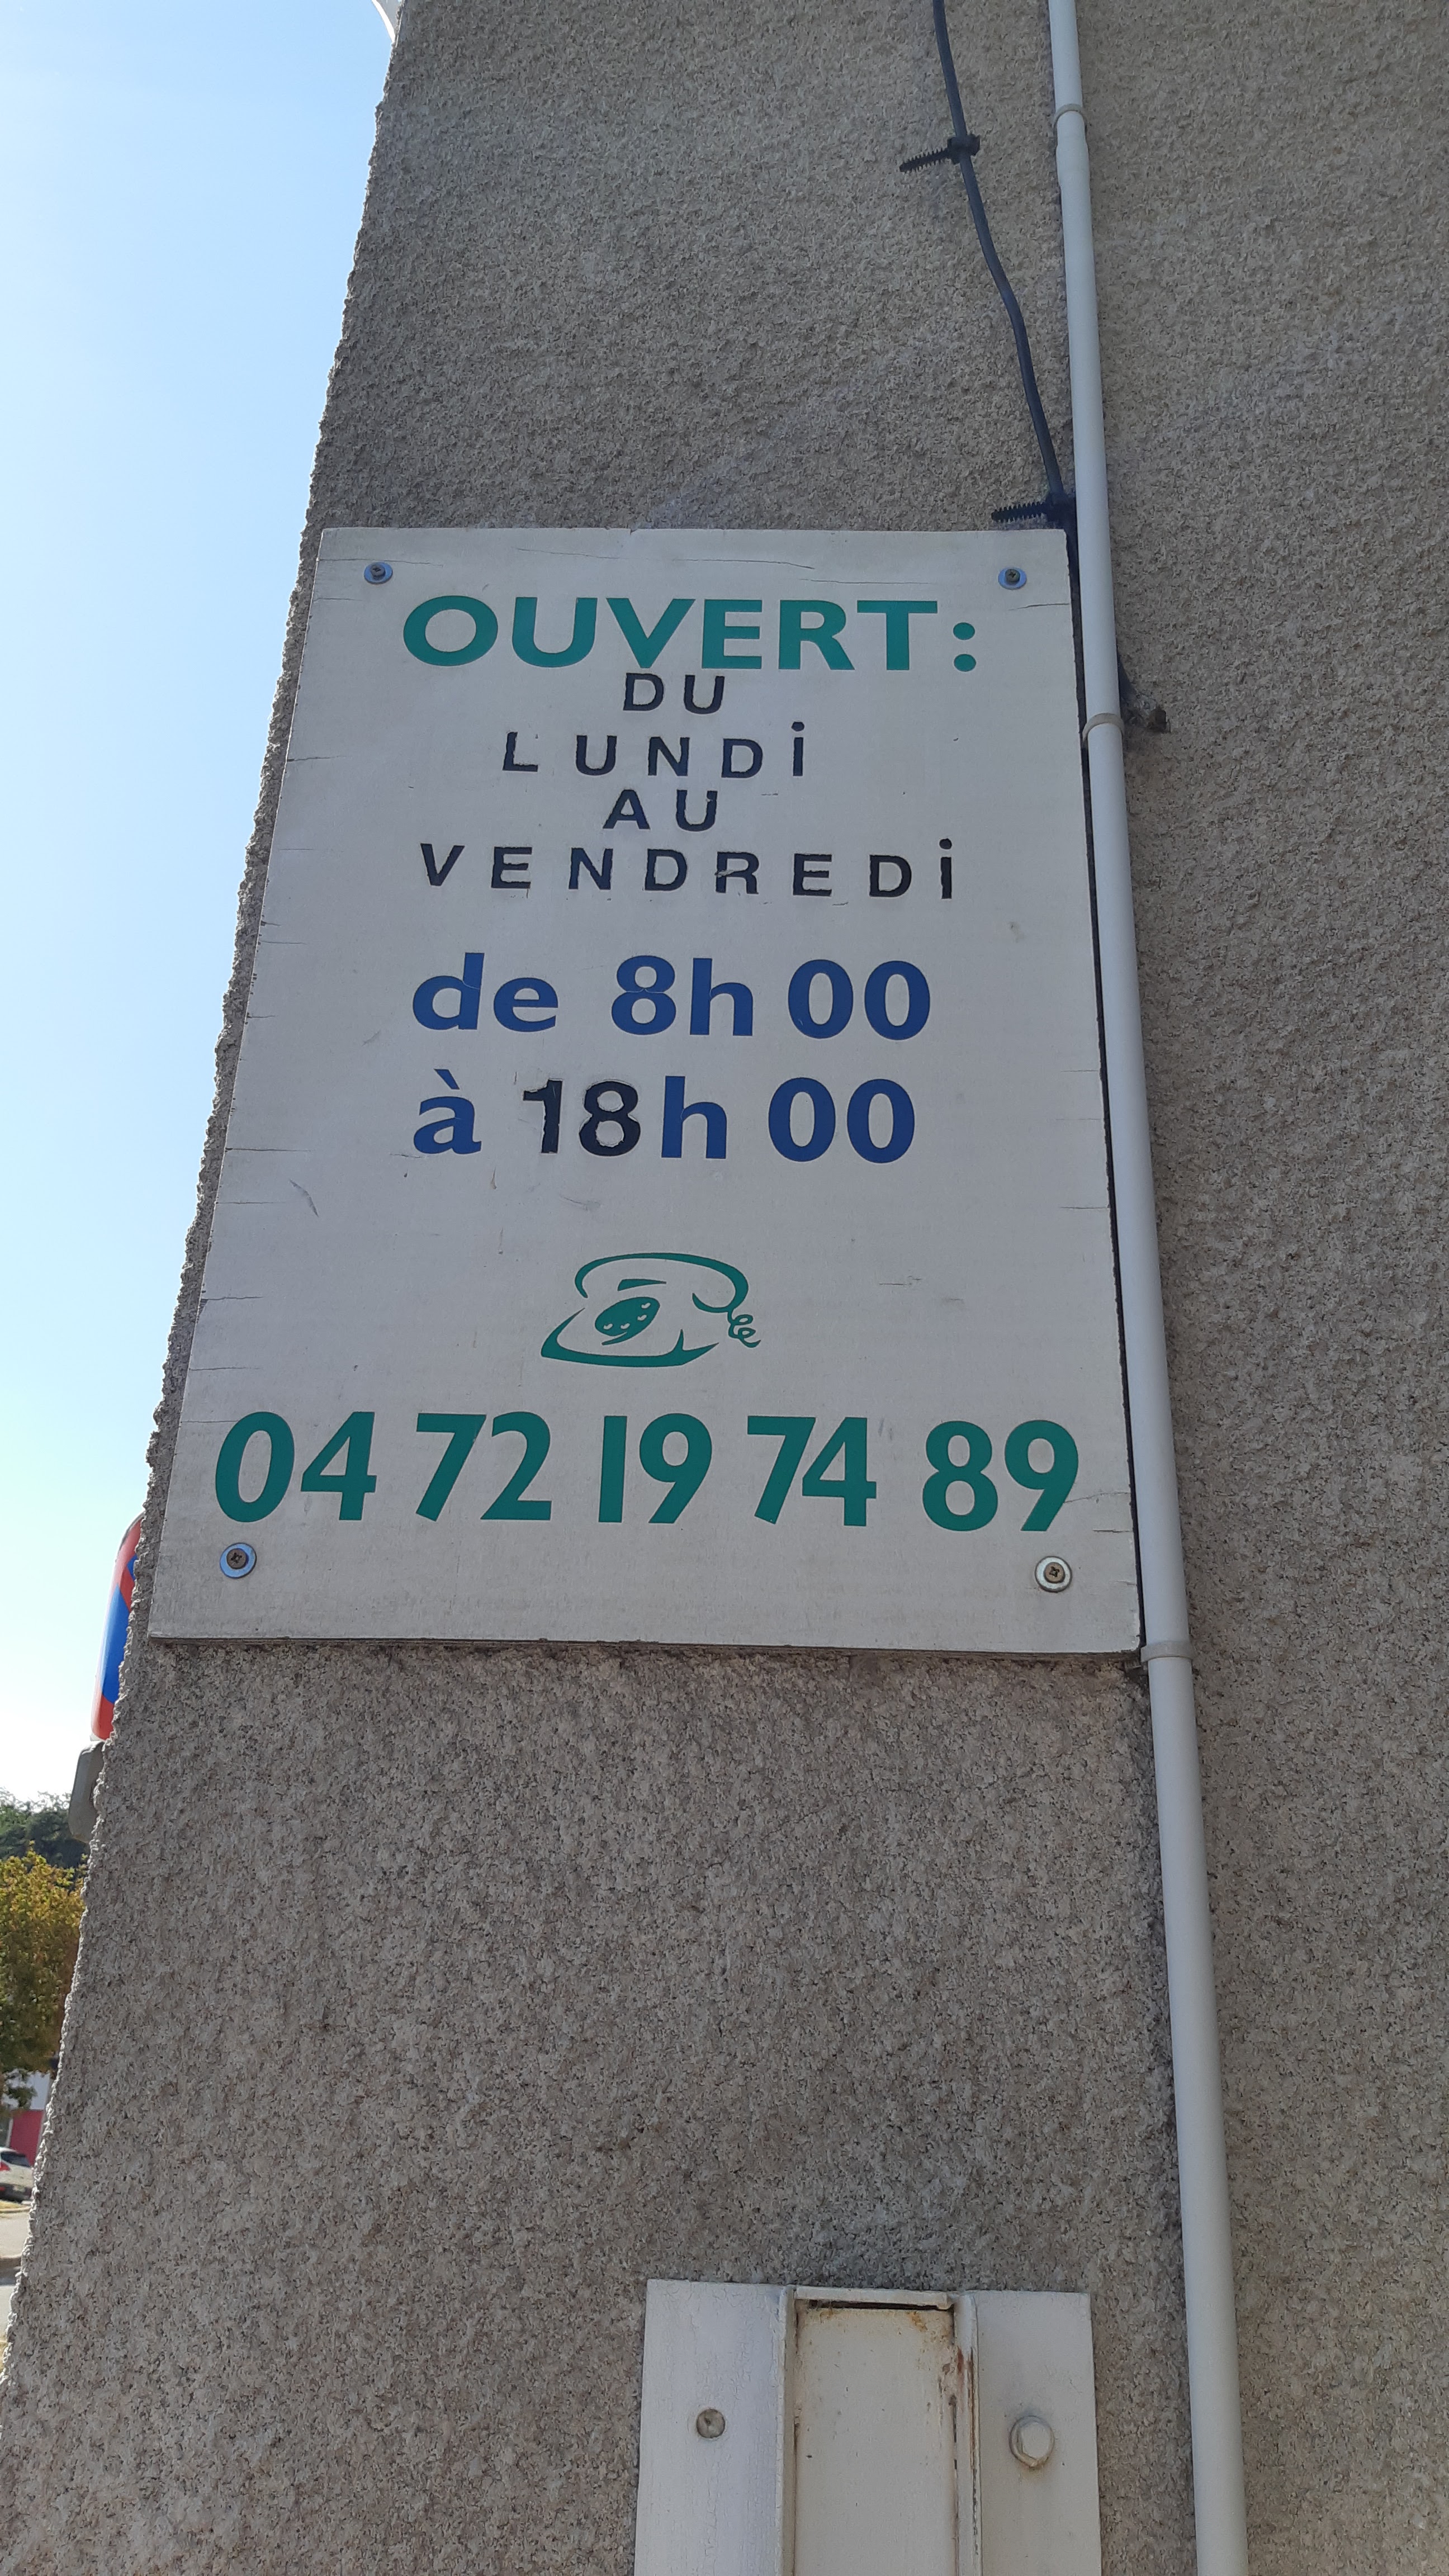 OUVERT:
DU
LUNDi
AU
VENDREDi
de 8h00
à 18h00
04 72 19 74 89